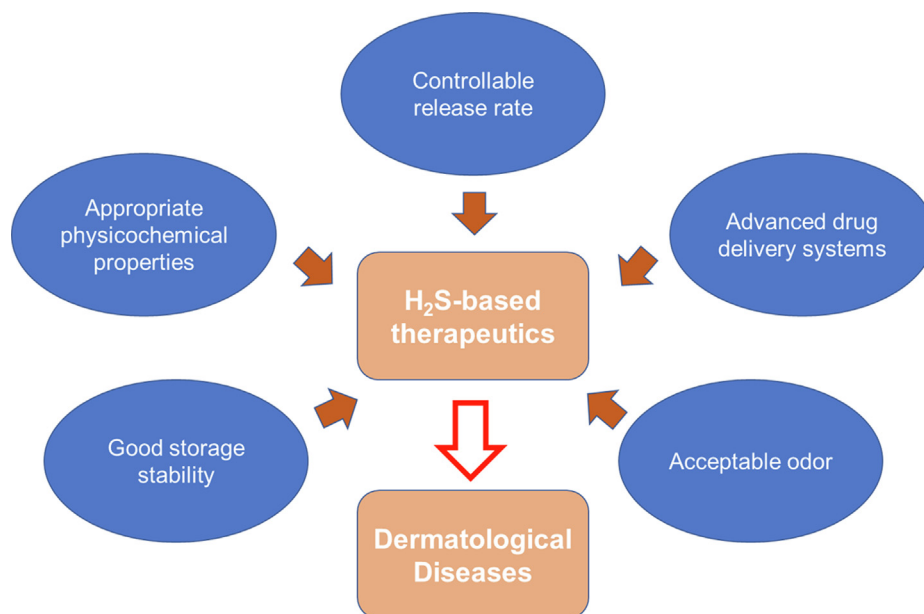 Controllable
release rate
Appropriate
physicochemical
properties
Advanced drug
delivery systems
H₂S-based
therapeutics
Good storage
stability
Acceptable odor
Dermatological
Diseases